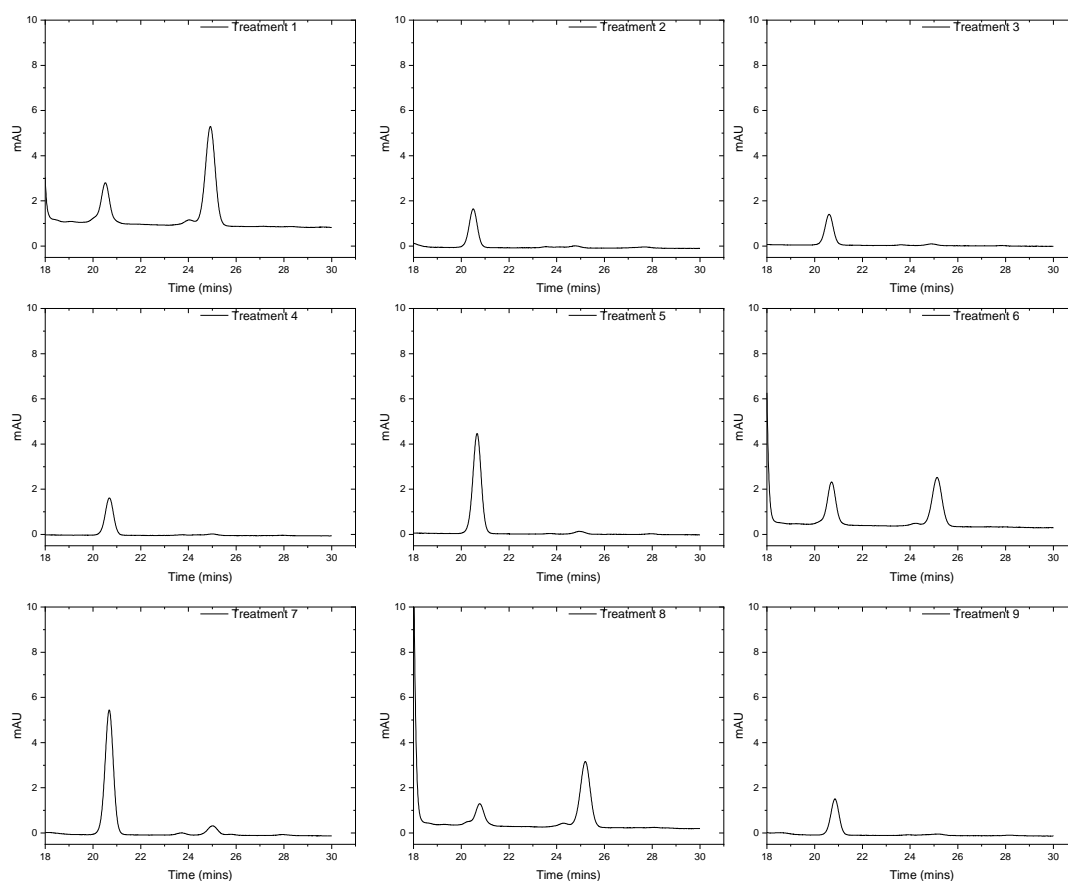 Treatment 1
10
8
6
4
2
0
mAU
18 20 22 24 26 28 30
Time (mins)
Treatment 2
10
8
6
4
2
0
mAU
18 20 22 24 26 28 30
Time (mins)
Treatment 3
10
8
6
4
2
0
mAU
18 20 22 24 26 28 30
Time (mins)
Treatment 4
10
8
6
4
2
0
mAU
18 20 22 24 26 28 30
Time (mins)
Treatment 5
10
8
6
4
2
0
mAU
18 20 22 24 26 28 30
Time (mins)
Treatment 6
10
8
6
4
2
0
mAU
18 20 22 24 26 28 30
Time (mins)
Treatment 7
10
8
6
4
2
0
mAU
18 20 22 24 26 28 30
Time (mins)
Treatment 8
10
8
6
4
2
0
mAU
18 20 22 24 26 28 30
Time (mins)
Treatment 9
10
8
6
4
2
0
mAU
18 20 22 24 26 28 30
Time (mins)